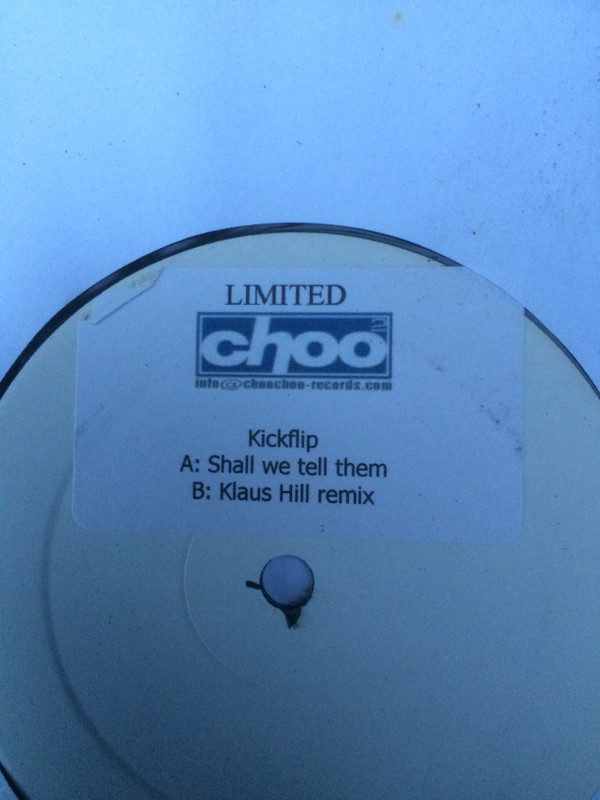 LIMITED
choo
info@choochoo-records.com
Kickflip
A: Shall we tell them
B: Klaus Hill remix